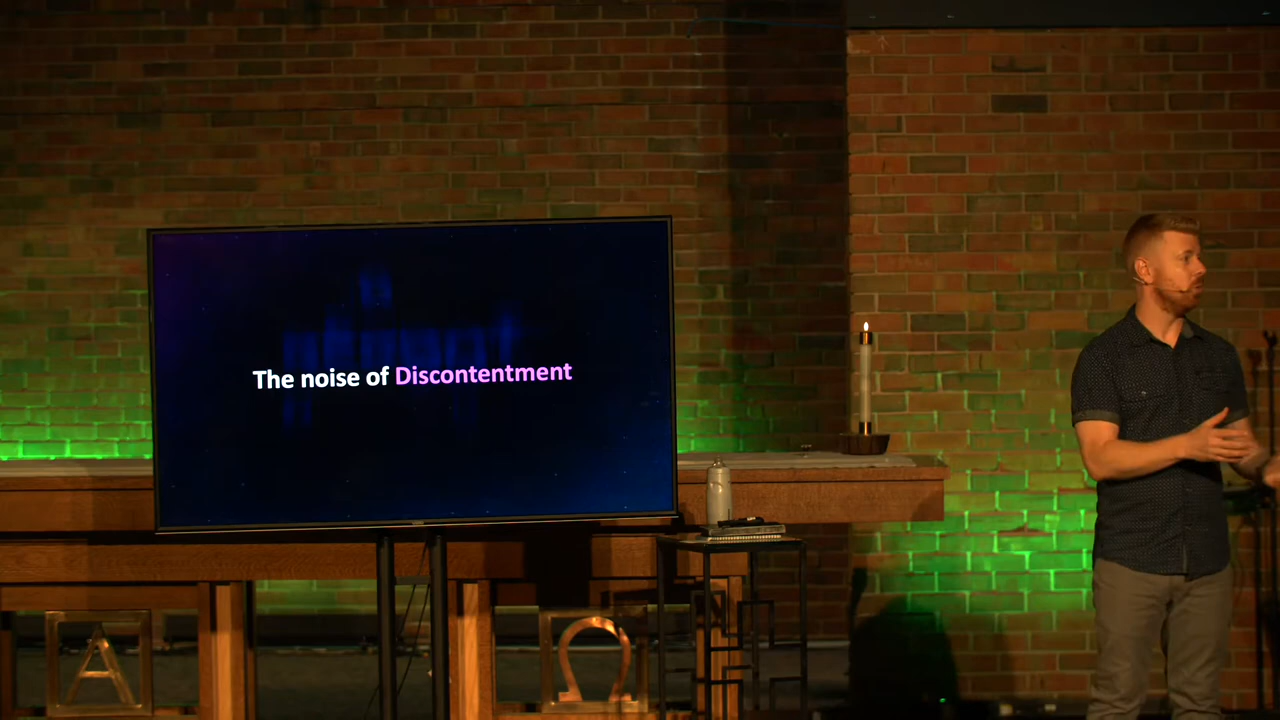 The noise of Discontentment
Α Ω